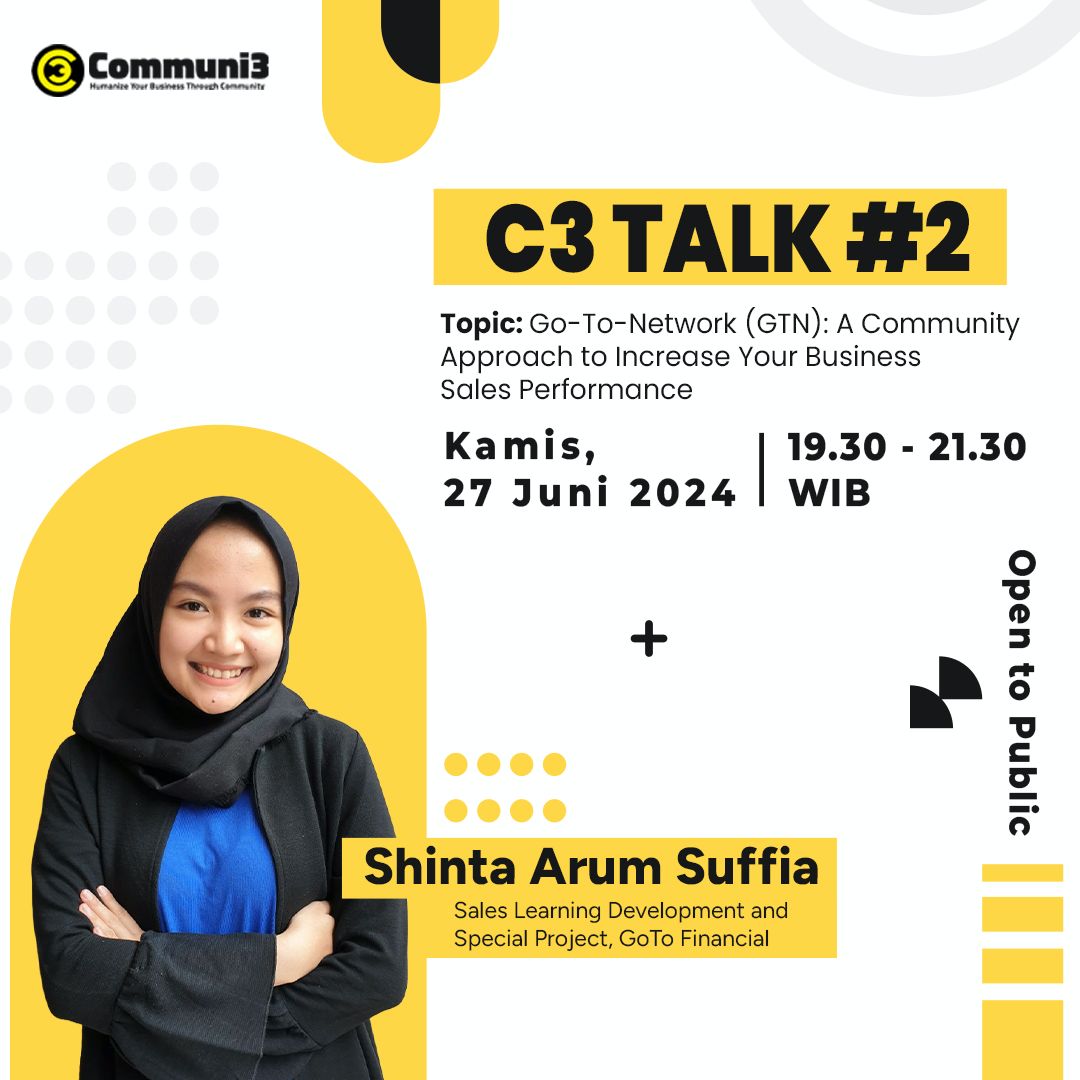 Communi3
Humanize Your Business Through Community
C3 TALK #2
Topic: Go-To-Network (GTN): A Community
Approach to Increase Your Business
Sales Performance
Kamis,
27 Juni 2024
19.30 - 21.30
WIB
Open to Public
Shinta Arum Suffia
Sales Learning Development and
Special Project, GoTo Financial